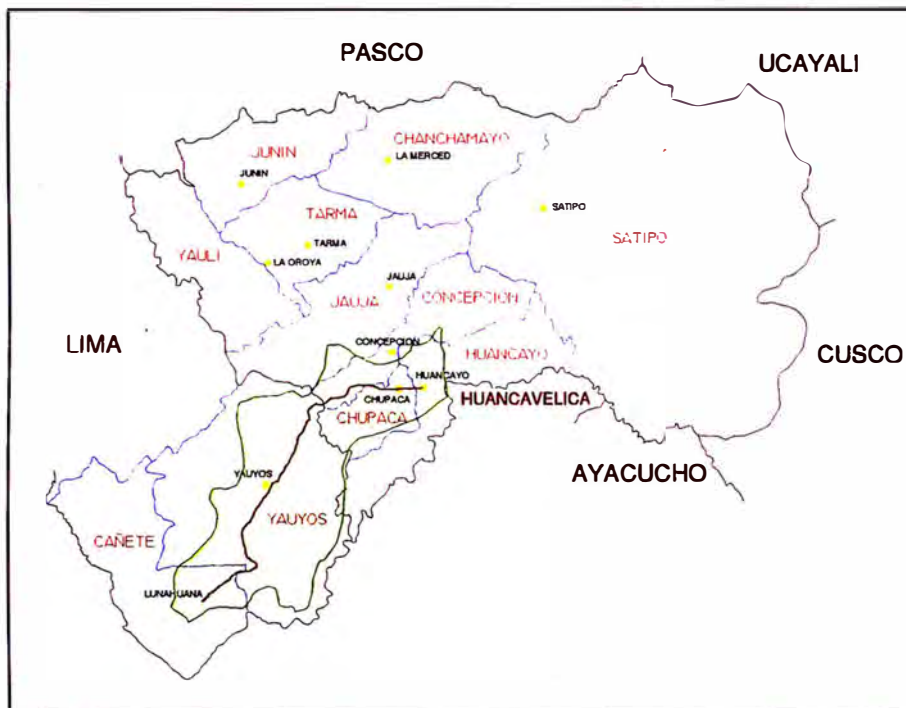 PASCO
UCAYALI
CHANCHAMAYO
JUNIN
LA MERCED
JUNIN
SATIPO
TARMA
SATIPO
TARMA
YAULI
LA OROYA
JAUJA
JAUJA
CONCEPCION
LIMA
CONCEPCION
HUANCAYO
CUSCO
HUANCAYO
CHUPACA
HUANCAVELICA
CHUPACA
AYACUCHO
YAUYOS
YAUYOS
CAÑETE
LUNAHUANA